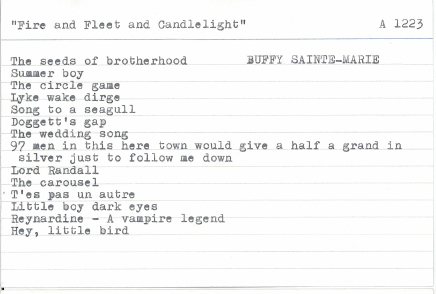 "Fire and Fleet and Candlelight" A 1223
The seeds of brotherhood BUFFY SAINTE-MARIE
Summer boy
The circle game
Lyke wake dirge
Song to a seagull
Doggett's gap
The wedding song
97 men in this here town would give a half a grand in
silver just to follow me down
Lord Randall
The carousel
T'es pas un autre
Little boy dark eyes
Reynardine - A vampire legend
Hey, little bird